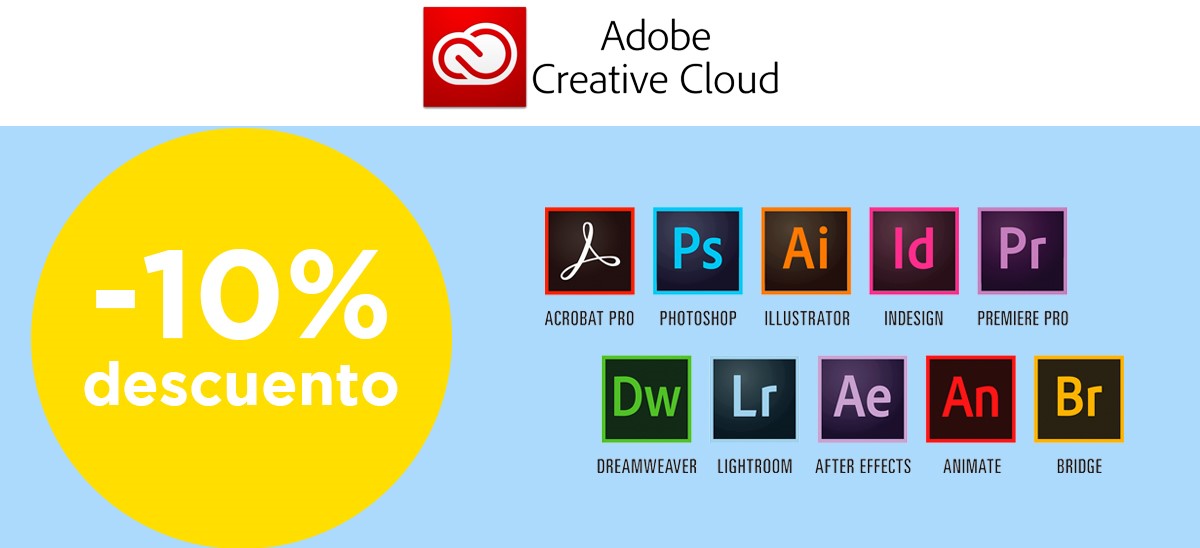 Adobe
Creative Cloud
-10%
descuento
Ps Ai Id Pr
ACROBAT PRO PHOTOSHOP ILLUSTRATOR INDESIGN PREMIERE PRO
Dw Lr Ae An Br
DREAMWEAVER LIGHTROOM AFTER EFFECTS ANIMATE BRIDGE